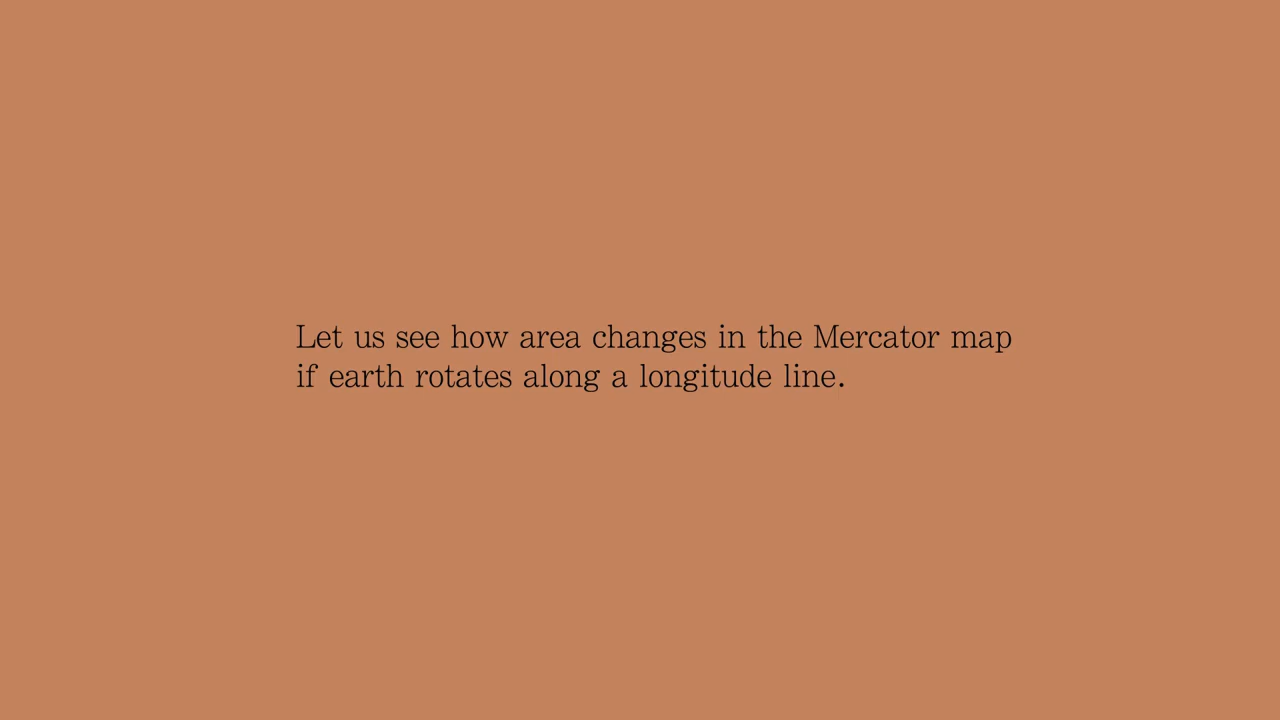 Let us see how area changes in the Mercator map
if earth rotates along a longitude line.